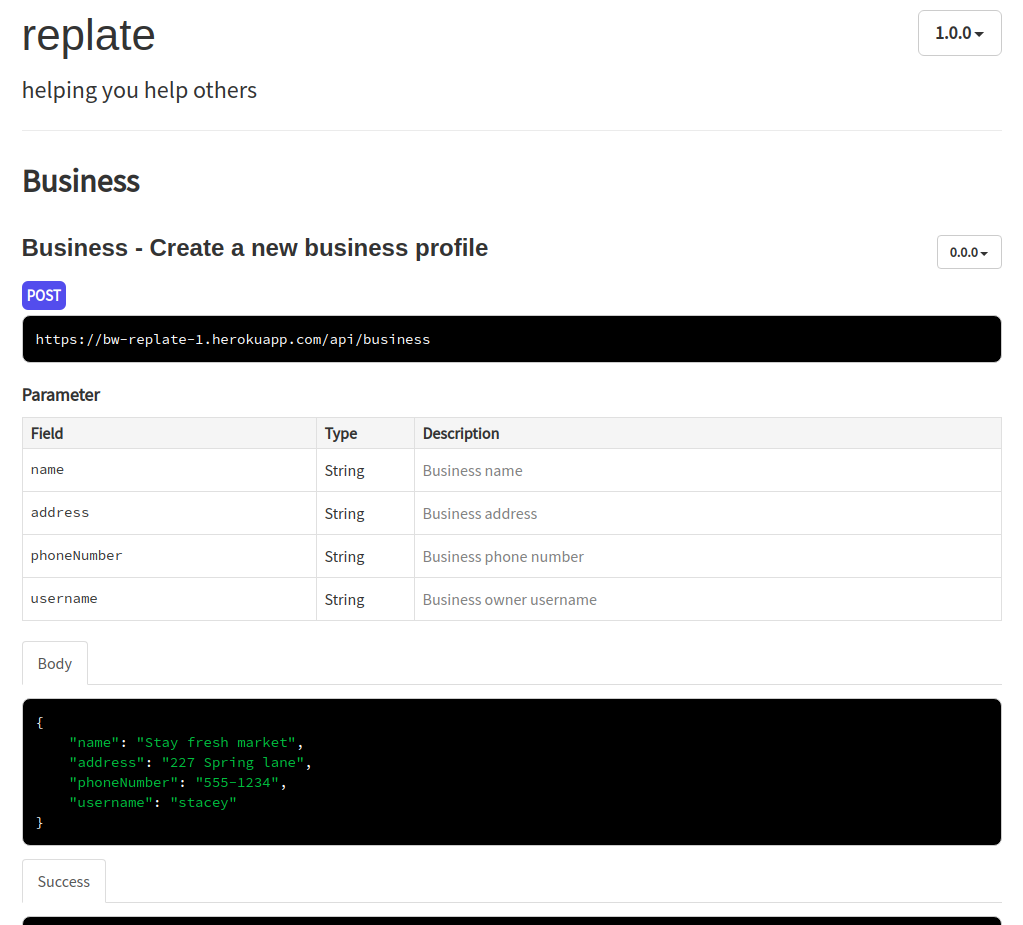 replate
1.0.0
helping you help others
Business
Business - Create a new business profile
0.0.0
POST
https://bw-replate-1.herokuapp.com/api/business
Parameter
Field Type Description
name String Business name
address String Business address
phoneNumber String Business phone number
username String Business owner username
Body
{
    "name": "Stay fresh market",
    "address": "227 Spring lane",
    "phoneNumber": "555-1234",
    "username": "stacey"
}
Success